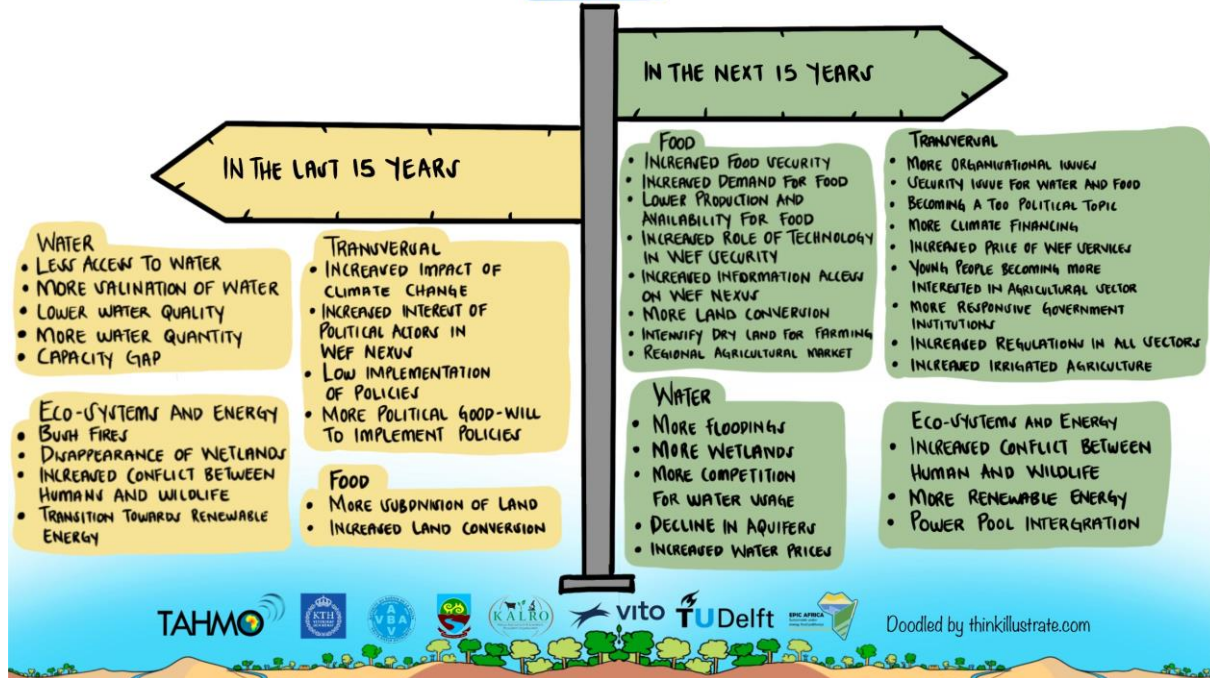 IN THE NEXT 15 YEARS
IN THE LAST 15 YEARS
WATER
• LESS ACCESS TO WATER
• MORE SALINATION OF WATER
• LOWER WATER QUALITY
• MORE WATER QUANTITY
• CAPACITY GAP
ECO-SYSTEMS AND ENERGY
• BUSH FIRES
• DISAPPEARANCE OF WETLANDS
• INCREASED CONFLICT BETWEEN
HUMANS AND WILDLIFE
• TRANSITION TOWARDS RENEWABLE
ENERGY
TRANSVERSAL
• INCREASED IMPACT OF
CLIMATE CHANGE
• INCREASED INTEREST OF
POLITICAL ACTORS IN
WEF NEXUS
• LOW IMPLEMENTATION
OF POLICIES
• MORE POLITICAL GOOD-WILL
TO IMPLEMENT POLICIES
FOOD
• MORE SUBDIVISION OF LAND
• INCREASED LAND CONVERSION
FOOD
• INCREASED FOOD SECURITY
• INCREASED DEMAND FOR FOOD
• LOWER PRODUCTION AND
AVAILABILITY FOR FOOD
• INCREASED ROLE OF TECHNOLOGY
IN WEF SECURITY
• INCREASED INFORMATION ACCESS
ON WEF NEXUS
• MORE LAND CONVERSION
• INTENSIFY DRY LAND FOR FARMING
• REGIONAL AGRICULTURAL MARKET
WATER
• MORE FLOODINGS
• MORE WETLANDS
• MORE COMPETITION
FOR WATER USAGE
• DECLINE IN AQUIFERS
• INCREASED WATER PRICES
TRANSVERSAL
• MORE ORGANISATIONAL ISSUES
• SECURITY ISSUE FOR WATER AND FOOD
• BECOMING A TOO POLITICAL TOPIC
• MORE CLIMATE FINANCING
• INCREASED PRICE OF WEF SERVICES
• YOUNG PEOPLE BECOMING MORE
INTERESTED IN AGRICULTURAL SECTOR
• MORE RESPONSIVE GOVERNMENT
INSTITUTIONS
• INCREASED REGULATIONS IN ALL SECTORS
• INCREASED IRRIGATED AGRICULTURE
ECO-SYSTEMS AND ENERGY
• INCREASED CONFLICT BETWEEN
HUMAN AND WILDLIFE
• MORE RENEWABLE ENERGY
• POWER POOL INTERGRATION
TAHMO
KTH
VBA
KALRO
vito
TUDelft
EPIC AFRICA
Doodled by thinkillustrate.com